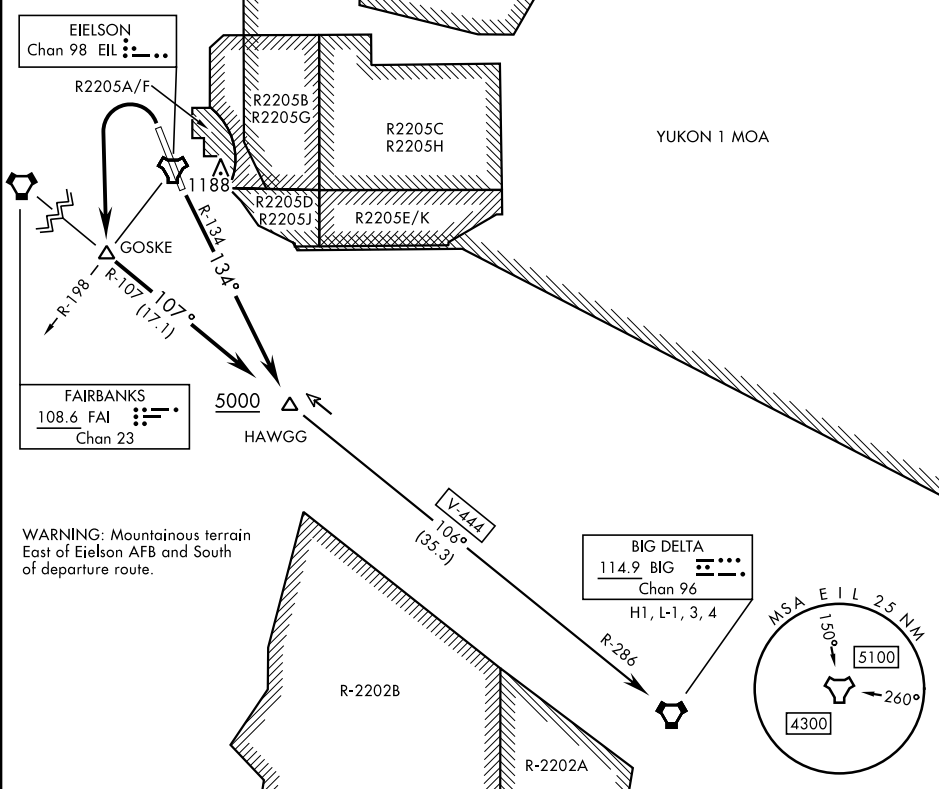 EIELSON
Chan 98 EIL
R2205A/F
R2205B
R2205G
R2205C
R2205H
YUKON 1 MOA
1188
R2205D
R2205J
R2205E/K
GOSKE
R-134
134°
R-198
R-107
107°
(17.1)
FAIRBANKS
108.6 FAI
Chan 23
5000
HAWGG
V-444
106°
(35.3)
WARNING: Mountainous terrain
East of Eielson AFB and South
of departure route.
BIG DELTA
114.9 BIG
Chan 96
H1, L-1, 3, 4
R-286
R-2202B
R-2202A
MSA EIL 25 NM
150°
5100
260°
4300